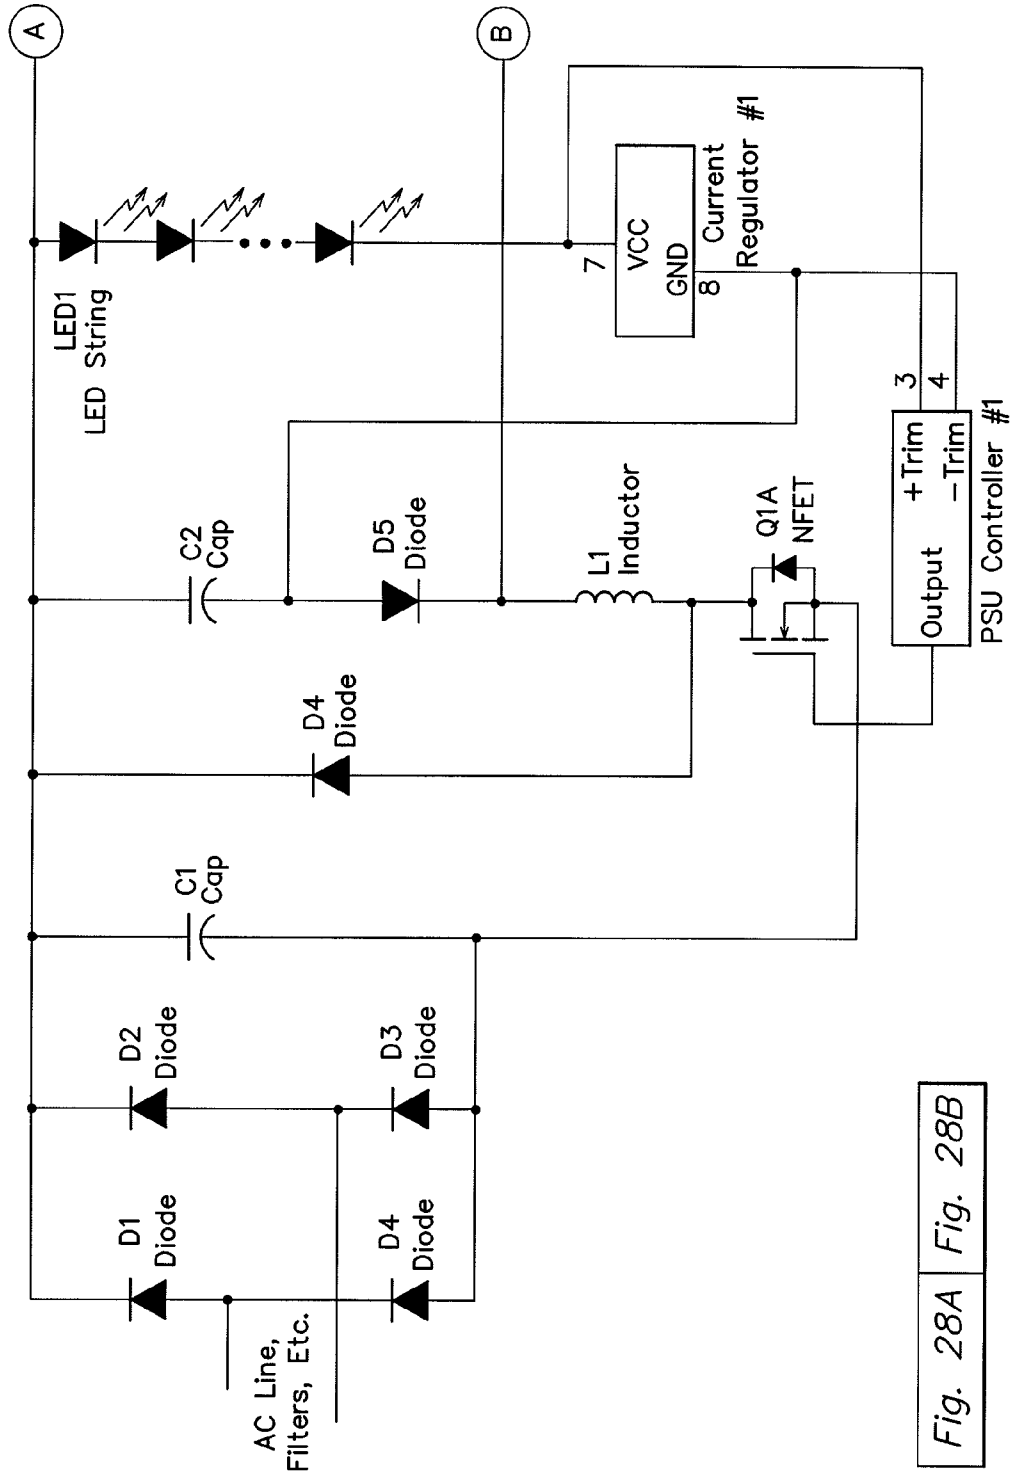 A
B
LED1
LED String
C2
Cap
D5
Diode
L1
Inductor
Q1A
NFET
D4
Diode
C1
Cap
D2
Diode
D3
Diode
D1
Diode
D4
Diode
AC Line,
Filters, Etc.
7
VCC
GND
8
Current
Regulator #1
3
4
+Trim
-Trim
Output
PSU Controller #1
Fig. 28A Fig. 28B